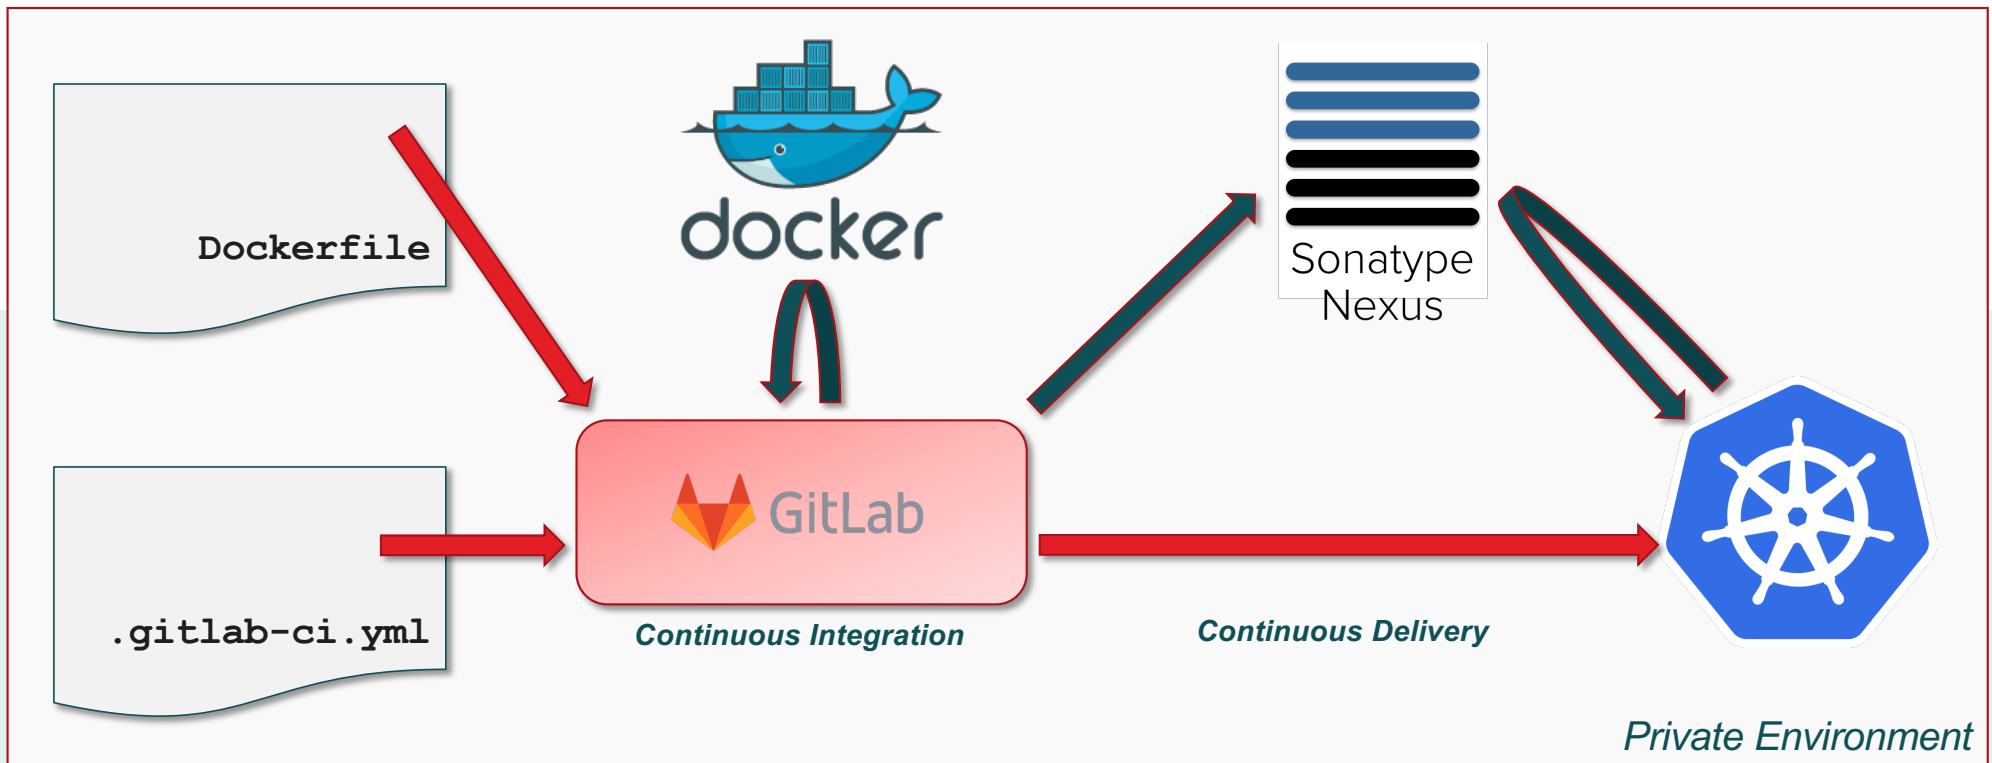 docker
Sonatype
Nexus
Dockerfile
GitLab
.gitlab-ci.yml
Continuous Integration
Continuous Delivery
Private Environment